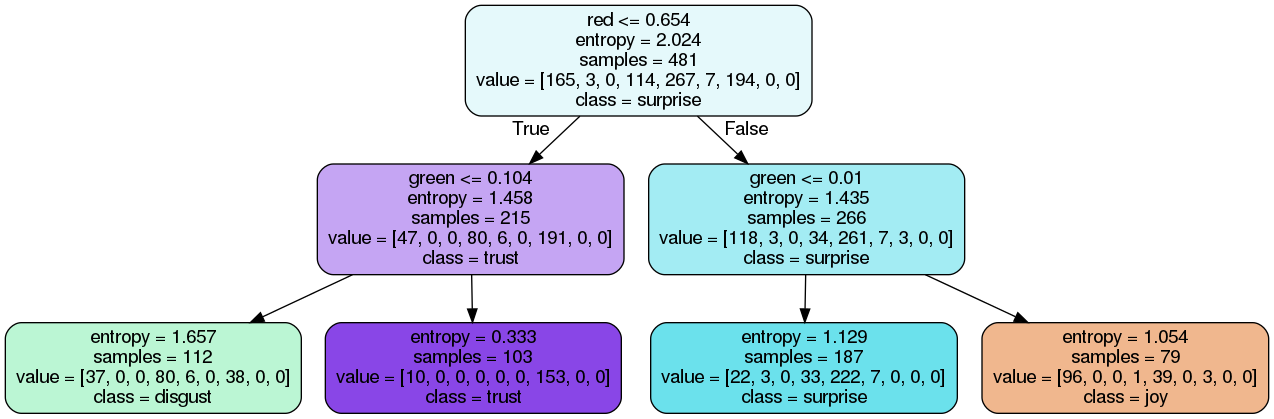 red <= 0.654
entropy = 2.024
samples = 481
value = [165, 3, 0, 114, 267, 7, 194, 0, 0]
class = surprise
True
False
green <= 0.104
entropy = 1.458
samples = 215
value = [47, 0, 0, 80, 6, 0, 191, 0, 0]
class = trust
green <= 0.01
entropy = 1.435
samples = 266
value = [118, 3, 0, 34, 261, 7, 3, 0, 0]
class = surprise
entropy = 1.657
samples = 112
value = [37, 0, 0, 80, 6, 0, 38, 0, 0]
class = disgust
entropy = 0.333
samples = 103
value = [10, 0, 0, 0, 0, 0, 153, 0, 0]
class = trust
entropy = 1.129
samples = 187
value = [22, 3, 0, 33, 222, 7, 0, 0, 0]
class = surprise
entropy = 1.054
samples = 79
value = [96, 0, 0, 1, 39, 0, 3, 0, 0]
class = joy